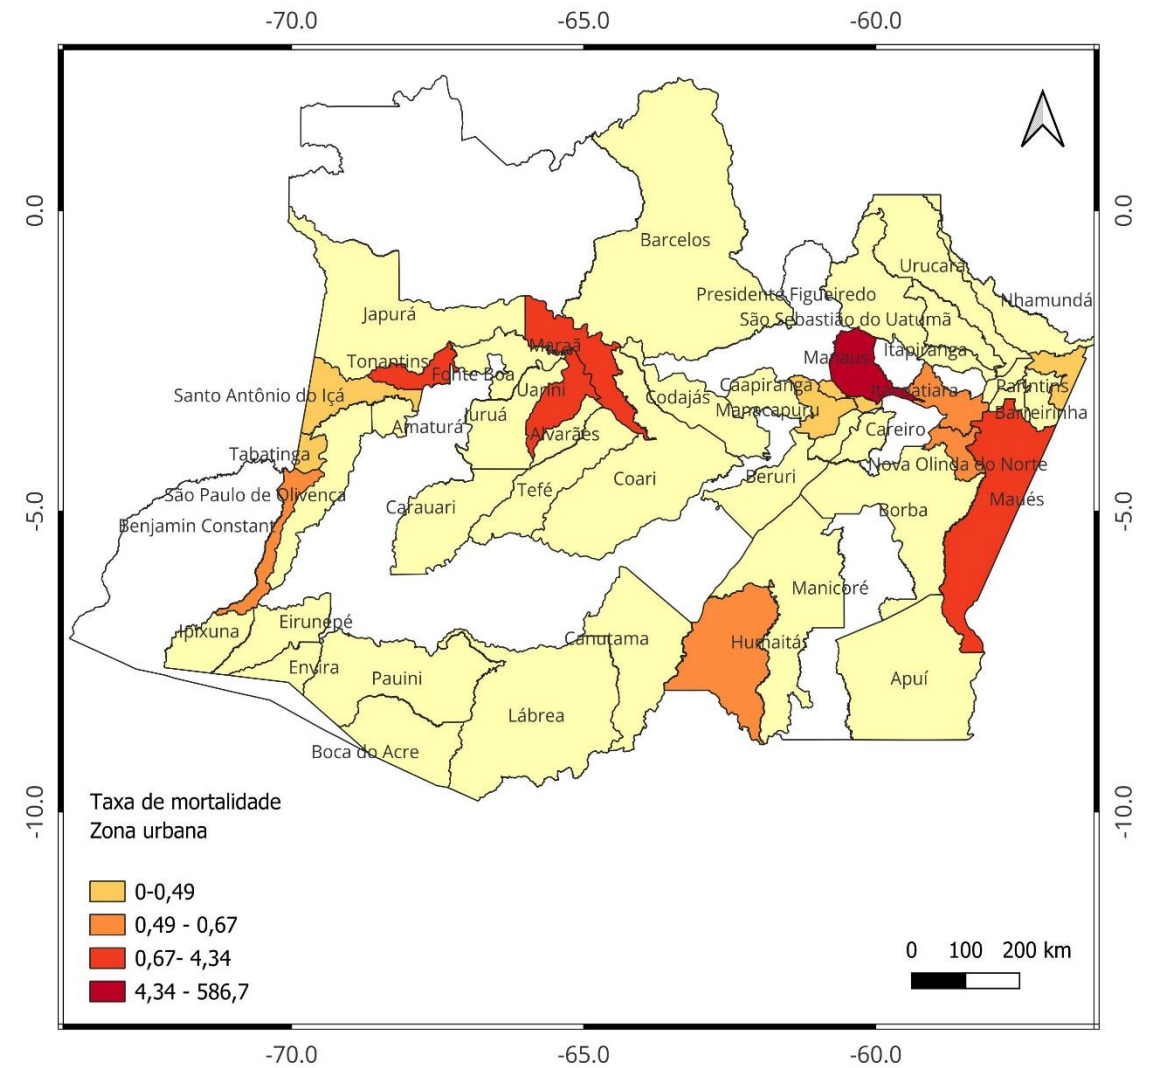 -70.0 -65.0 -60.0
0.0 0.0
Barcelos
Urucará
Presidente Figueiredo
Nhamundá
Japurá
São Sebastião do Uatumã
Maraã
Manaus
Itapiranga
Tonantins
Fonte Boa
Uarini
Caapiranga
Itacoatiara
Parintins
Santo Antônio do Içá
Codajás
Manacapuru
Barreirinha
Juruá
Amaturá
Alvarães
Careiro
Tabatinga
Nova Olinda do Norte
Coari
Beruri
Tefé
São Paulo de Olivença
Maués
Carauari
Borba
-5.0 -5.0
Benjamin Constant
Manicoré
Eirunepé
Ipixuna
Canutama
Humaitá
Envira
Pauini
Apuí
Lábrea
Boca do Acre
-10.0 -10.0
Taxa de mortalidade
Zona urbana
0-0,49
0,49 - 0,67
0,67- 4,34
4,34 - 586,7
0 100 200 km
-70.0 -65.0 -60.0